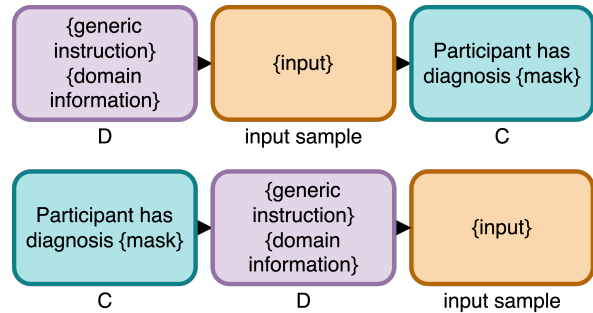 {generic
instruction}
{domain
information}
{input}
Participant has
diagnosis {mask}
D
input sample
C
Participant has
diagnosis {mask}
{generic
instruction}
{domain
information}
{input}
C
D
input sample